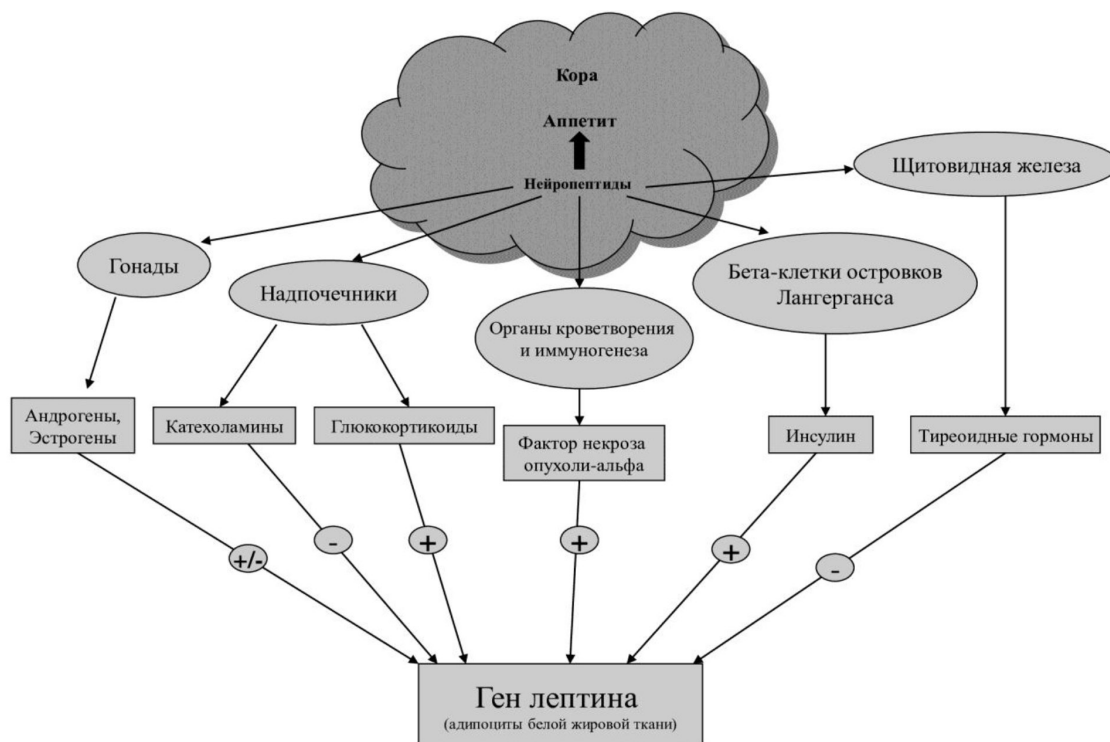 Кора
Аппетит
Нейропептиды
Щитовидная железа
Гонады
Надпочечники
Органы кроветворения
и иммуногенеза
Бета-клетки островков
Лангерганса
Андрогены,
Эстрогены
Катехоламины
Глюкокортикоиды
Фактор некроза
опухоли-альфа
Инсулин
Тиреоидные гормоны
+/-
-
+
+
+
-
Ген лептина
(адипоциты белой жировой ткани)